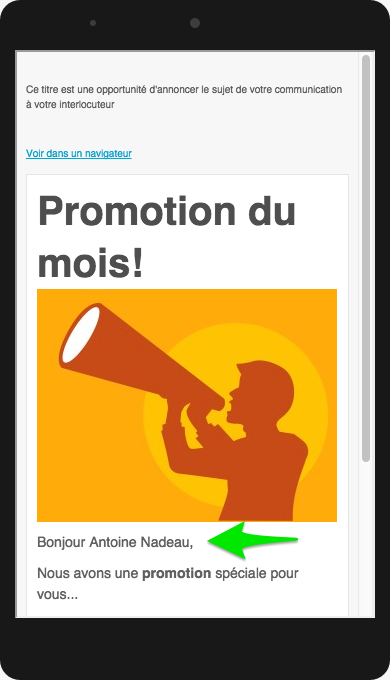 Ce titre est une opportunité d'annoncer le sujet de votre communication
à votre interlocuteur
Voir dans un navigateur
Promotion du
mois!
Bonjour Antoine Nadeau,
Nous avons une promotion spéciale pour
vous...